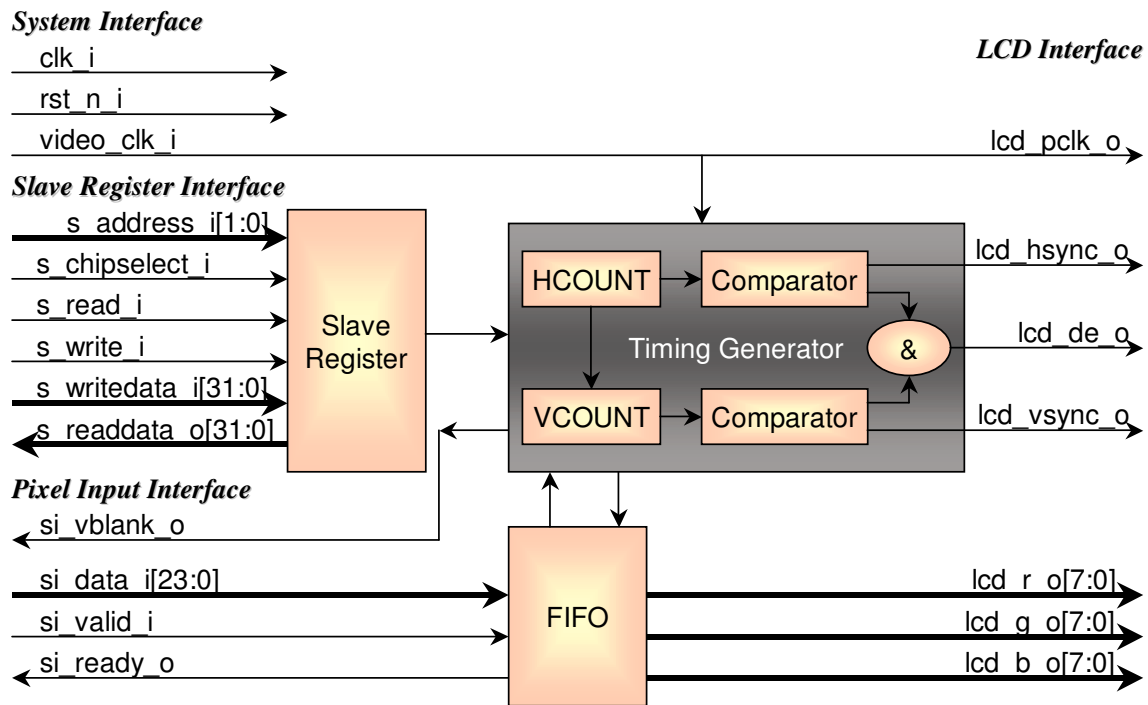 System Interface
LCD Interface
clk_i
rst_n_i
video_clk_i
lcd_pclk_o
Slave Register Interface
s_address_i[1:0]
s_chipselect_i
s_read_i
s_write_i
s_writedata_i[31:0]
s_readdata_o[31:0]
Slave
Register
HCOUNT
Comparator
lcd_hsync_o
Timing Generator
&
lcd_de_o
VCOUNT
Comparator
lcd_vsync_o
Pixel Input Interface
si_vblank_o
si_data_i[23:0]
si_valid_i
si_ready_o
FIFO
lcd_r_o[7:0]
lcd_g_o[7:0]
lcd_b_o[7:0]